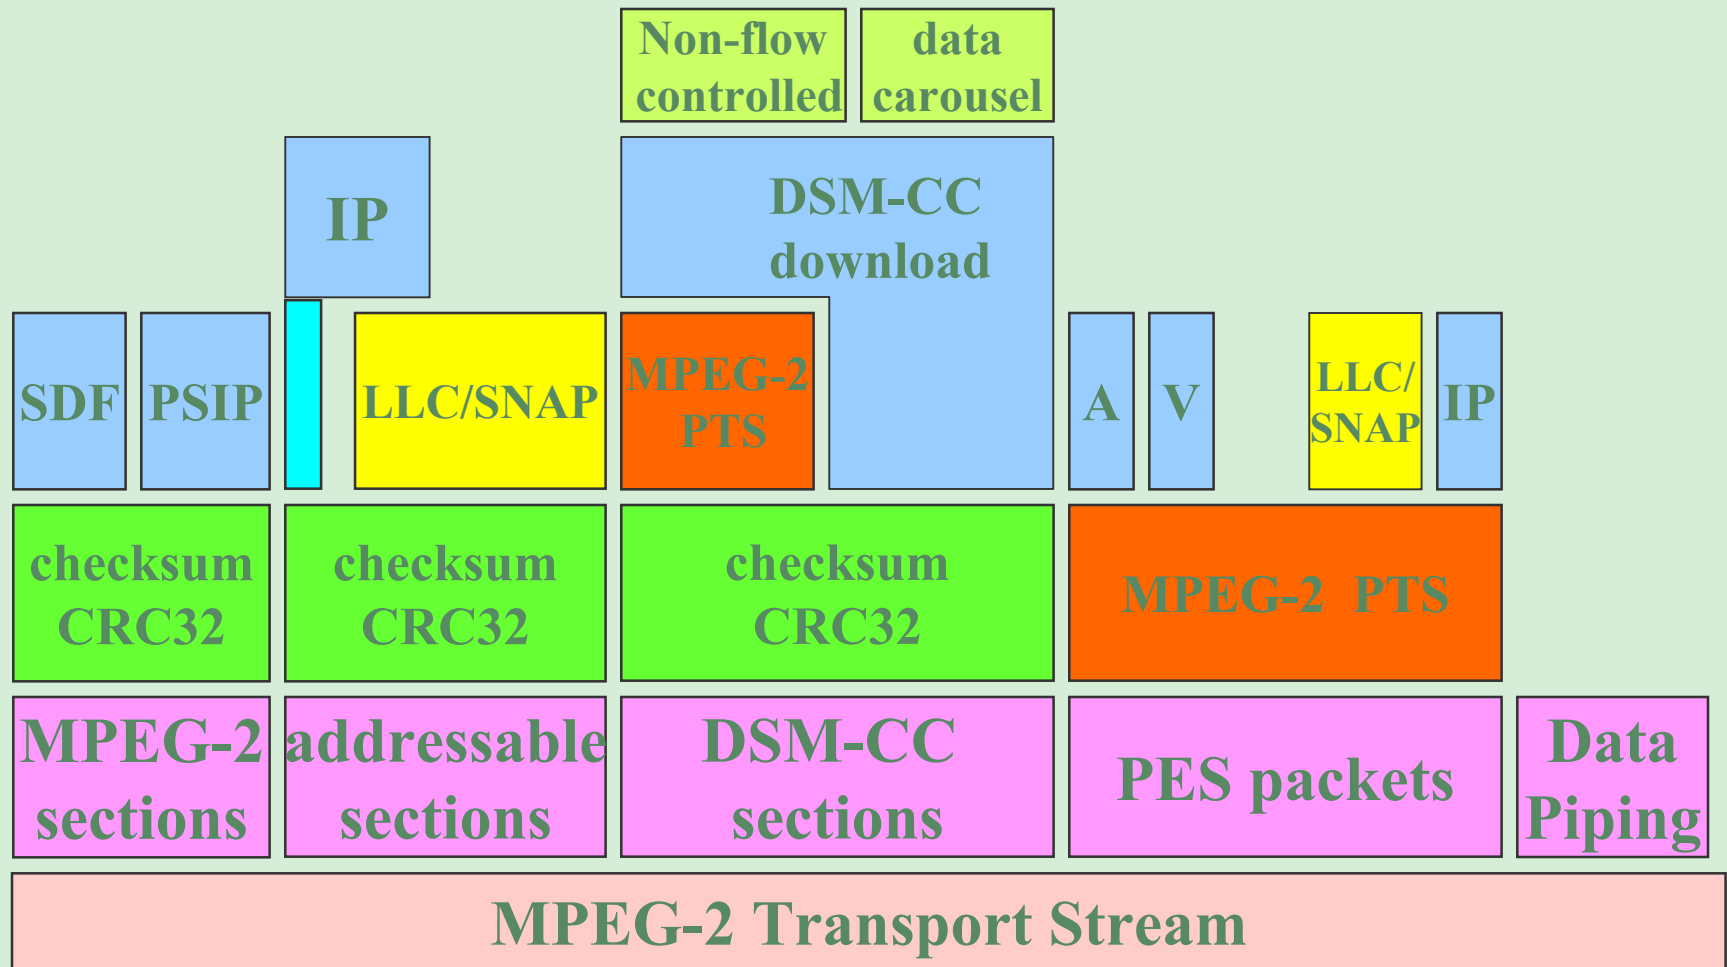 Non-flow
controlled
data
carousel
IP
DSM-CC
download
SDF
PSIP
LLC/SNAP
MPEG-2
PTS
A
V
LLC/
SNAP
IP
checksum
CRC32
checksum
CRC32
checksum
CRC32
MPEG-2 PTS
MPEG-2
sections
addressable
sections
DSM-CC
sections
PES packets
Data
Piping
MPEG-2 Transport Stream